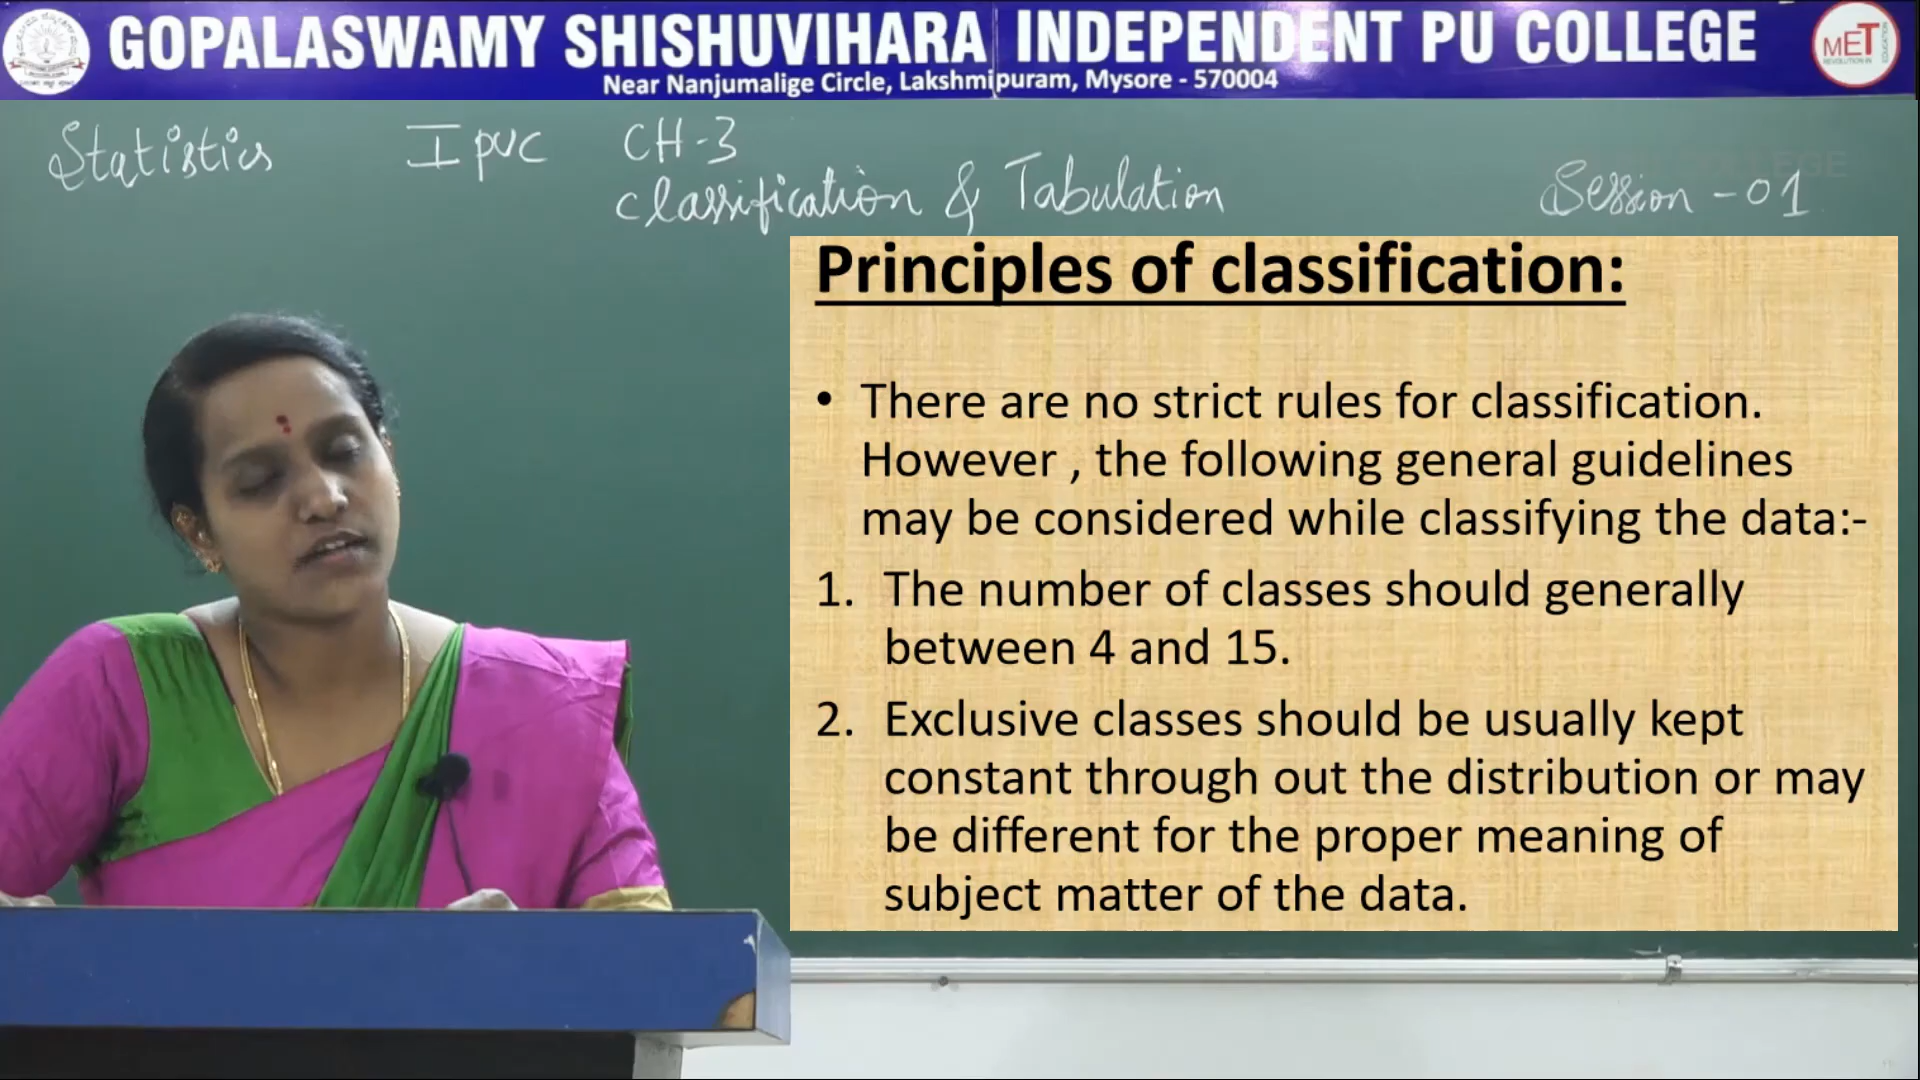 GOPALASWAMY SHISHUVIHARA INDEPENDENT PU COLLEGE
Near Nanjumalige Circle, Lakshmipuram, Mysore - 570004
MET
Statistics I PUC CH-3
Classification & Tabulation
Session - 01
Principles of classification:
• There are no strict rules for classification.
However , the following general guidelines
may be considered while classifying the data:-
1. The number of classes should generally
between 4 and 15.
2. Exclusive classes should be usually kept
constant through out the distribution or may
be different for the proper meaning of
subject matter of the data.